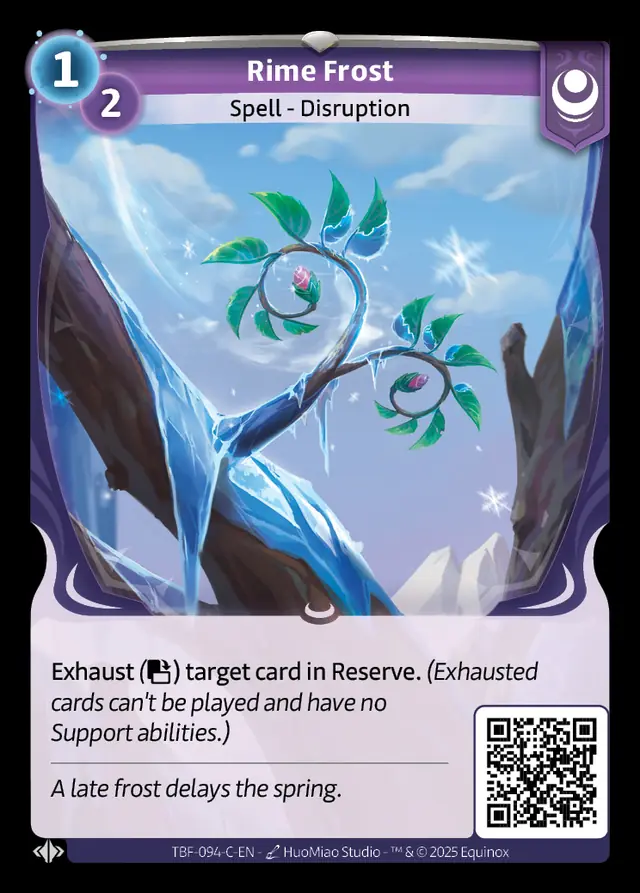 1
2
Rime Frost
Spell - Disruption
Exhaust () target card in Reserve. (Exhausted
cards can't be played and have no
Support abilities.)
A late frost delays the spring.
TBF-094-C-EN - HuoMiao Studio - ™ & © 2025 Equinox